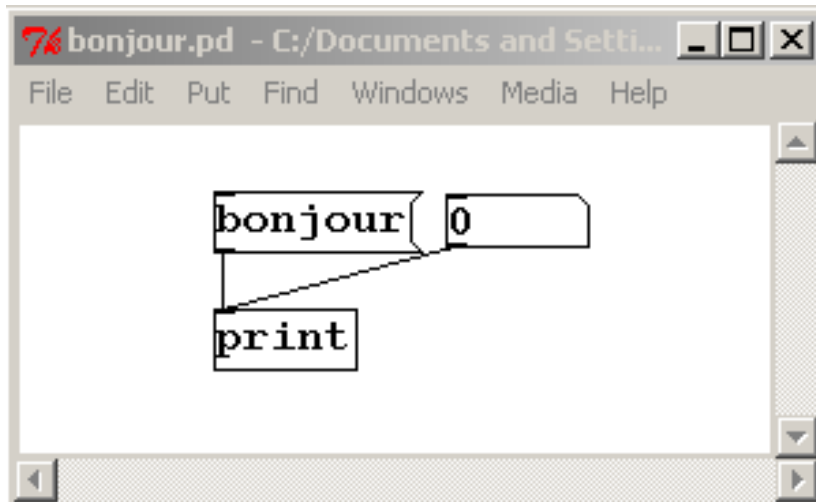 bonjour.pd - C:/Documents and Setti...
File Edit Put Find Windows Media Help
bonjour 0
print